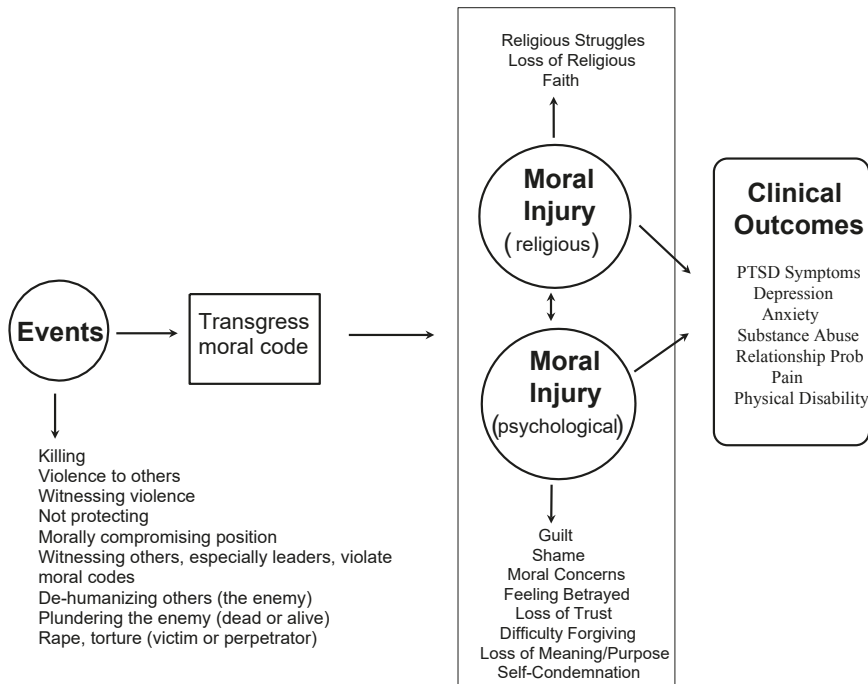 Events
Killing
Violence to others
Witnessing violence
Not protecting
Morally compromising position
Witnessing others, especially leaders, violate
moral codes
De-humanizing others (the enemy)
Plundering the enemy (dead or alive)
Rape, torture (victim or perpetrator)
Transgress
moral code
Religious Struggles
Loss of Religious
Faith
Moral
Injury
(religious)
Moral
Injury
(psychological)
Guilt
Shame
Moral Concerns
Feeling Betrayed
Loss of Trust
Difficulty Forgiving
Loss of Meaning/Purpose
Self-Condemnation
Clinical
Outcomes
PTSD Symptoms
Depression
Anxiety
Substance Abuse
Relationship Prob
Pain
Physical Disability